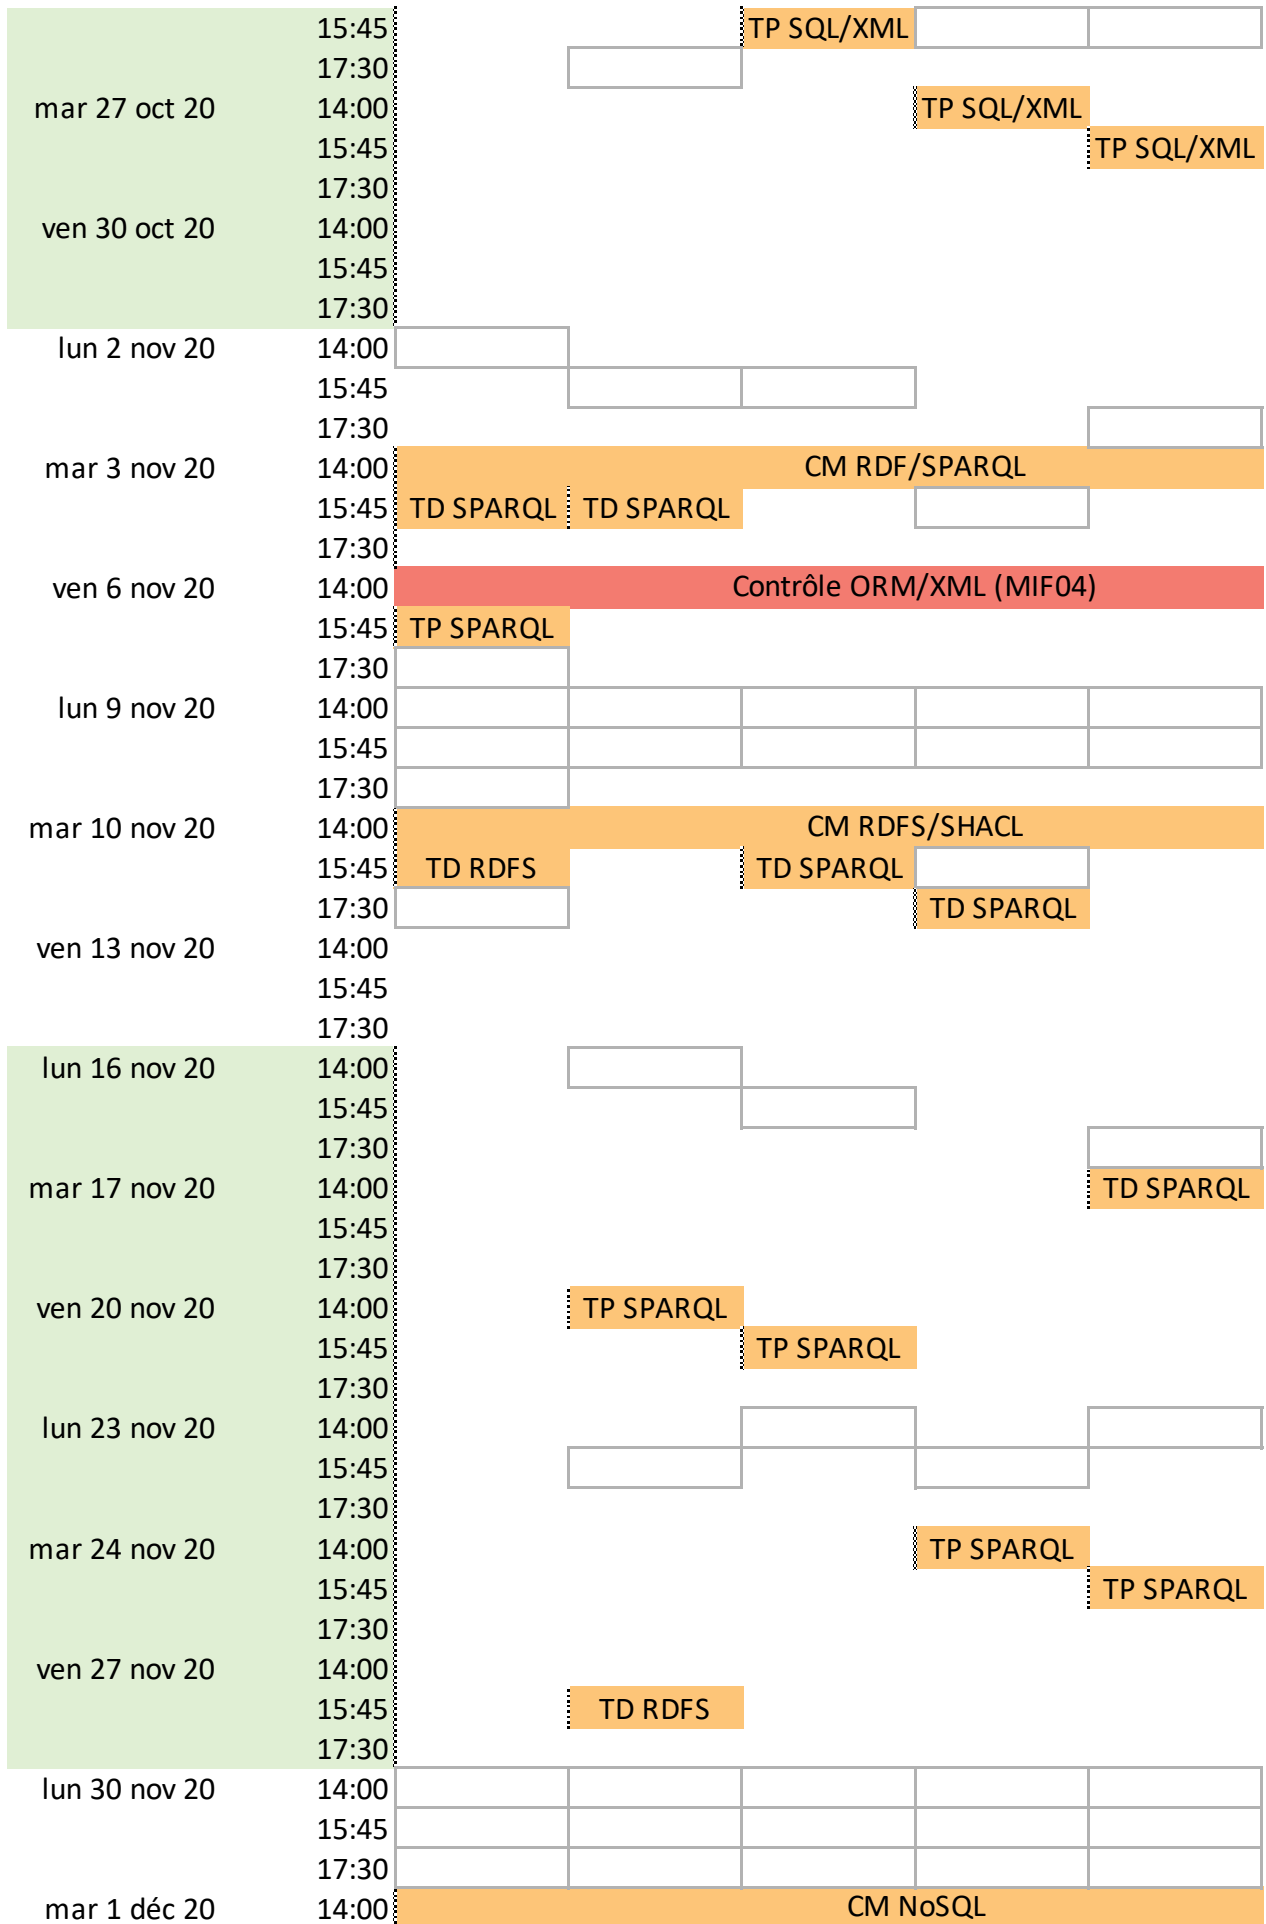 15:45 TP SQL/XML
17:30
mar 27 oct 20 14:00 TP SQL/XML
15:45 TP SQL/XML
17:30
ven 30 oct 20 14:00
15:45
17:30
lun 2 nov 20 14:00
15:45
17:30
mar 3 nov 20 14:00 CM RDF/SPARQL
15:45 TD SPARQL TD SPARQL
17:30
ven 6 nov 20 14:00 Contrôle ORM/XML (MIF04)
15:45 TP SPARQL
17:30
lun 9 nov 20 14:00
15:45
17:30
mar 10 nov 20 14:00 CM RDFS/SHACL
15:45 TD RDFS TD SPARQL
17:30 TD SPARQL
ven 13 nov 20 14:00
15:45
17:30
lun 16 nov 20 14:00
15:45
17:30
mar 17 nov 20 14:00 TD SPARQL
15:45
17:30
ven 20 nov 20 14:00 TP SPARQL
15:45 TP SPARQL
17:30
lun 23 nov 20 14:00
15:45
17:30
mar 24 nov 20 14:00 TP SPARQL
15:45 TP SPARQL
17:30
ven 27 nov 20 14:00
15:45 TD RDFS
17:30
lun 30 nov 20 14:00
15:45
17:30
mar 1 déc 20 14:00 CM NoSQL